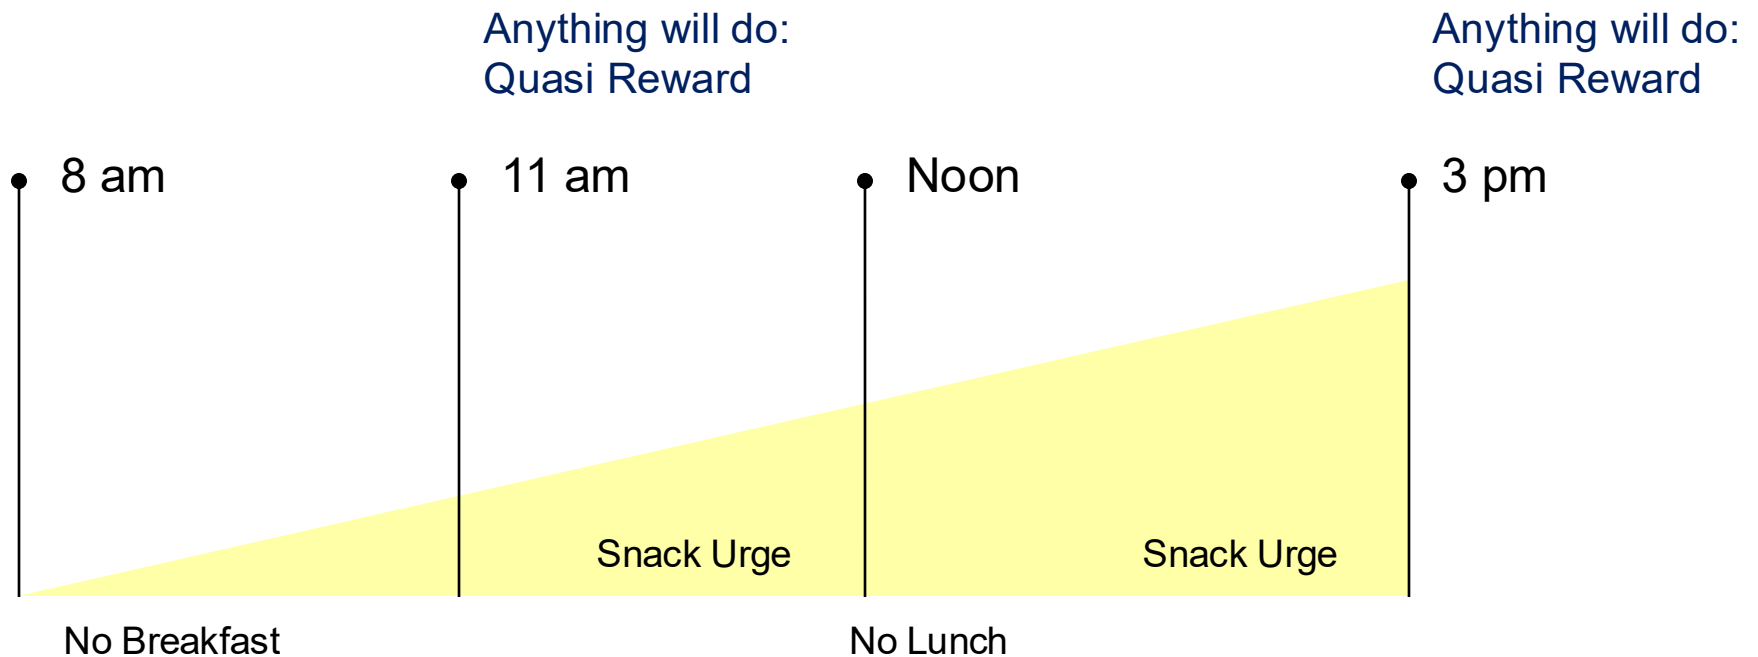 Anything will do:
Quasi Reward
Anything will do:
Quasi Reward
8 am
11 am
Noon
3 pm
Snack Urge
Snack Urge
No Breakfast
No Lunch